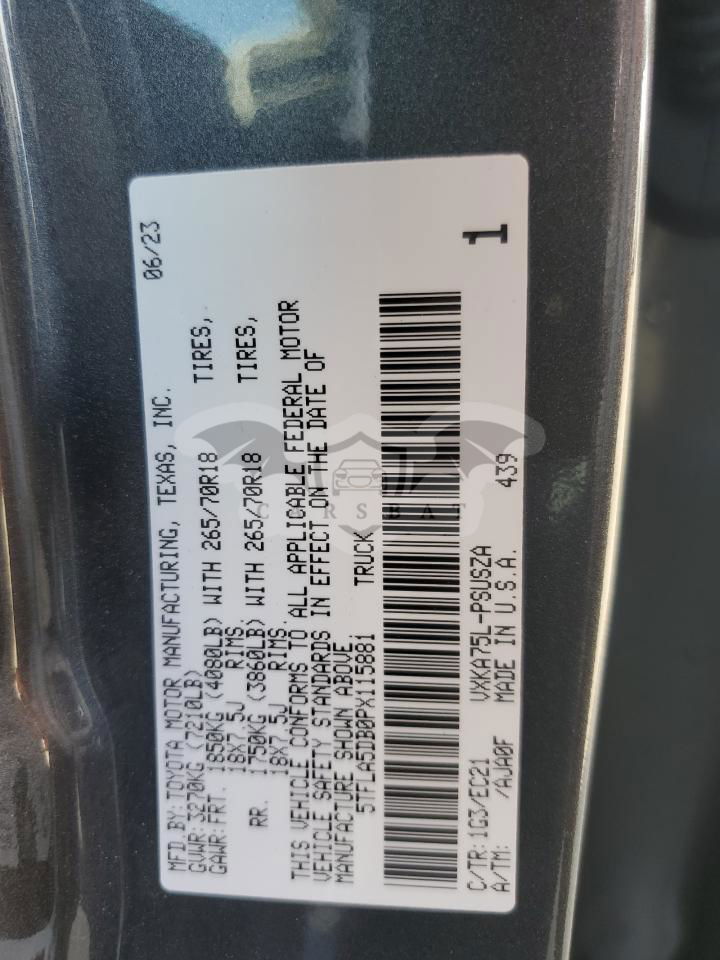 MFD.BY:TOYOTA MOTOR MANUFACTURING, TEXAS, INC. 06/23
GVWR:3270KG (7210LB)
GAWR:FRT. 1850KG (4080LB) WITH 265/70R18 TIRES,
18X7.5J RIMS.
RR. 1750KG (3860LB) WITH 265/70R18 TIRES,
18X7.5J RIMS.
THIS VEHICLE CONFORMS TO ALL APPLICABLE FEDERAL MOTOR
VEHICLE SAFETY STANDARDS IN EFFECT ON THE DATE OF
MANUFACTURE SHOWN ABOVE
5TFLA5DB0PX115881 TRUCK
C/TR:1G3/EC21 VXKA75L-PSUSZA 439 1
A/TM: /AJA0F MADE IN U.S.A.
CARSBAT